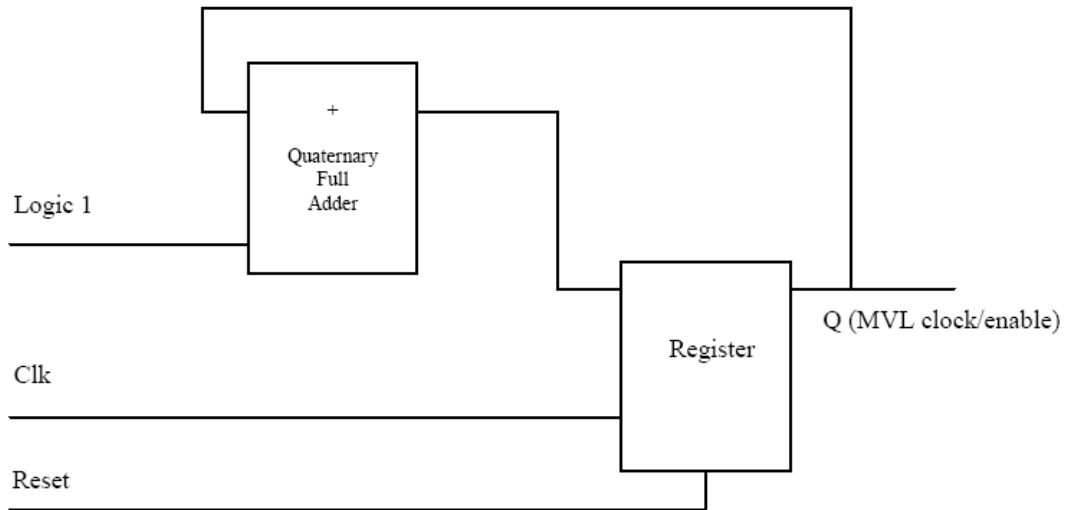 +
Quaternary
Full
Adder
Logic 1
Q (MVL clock/enable)
Register
Clk
Reset